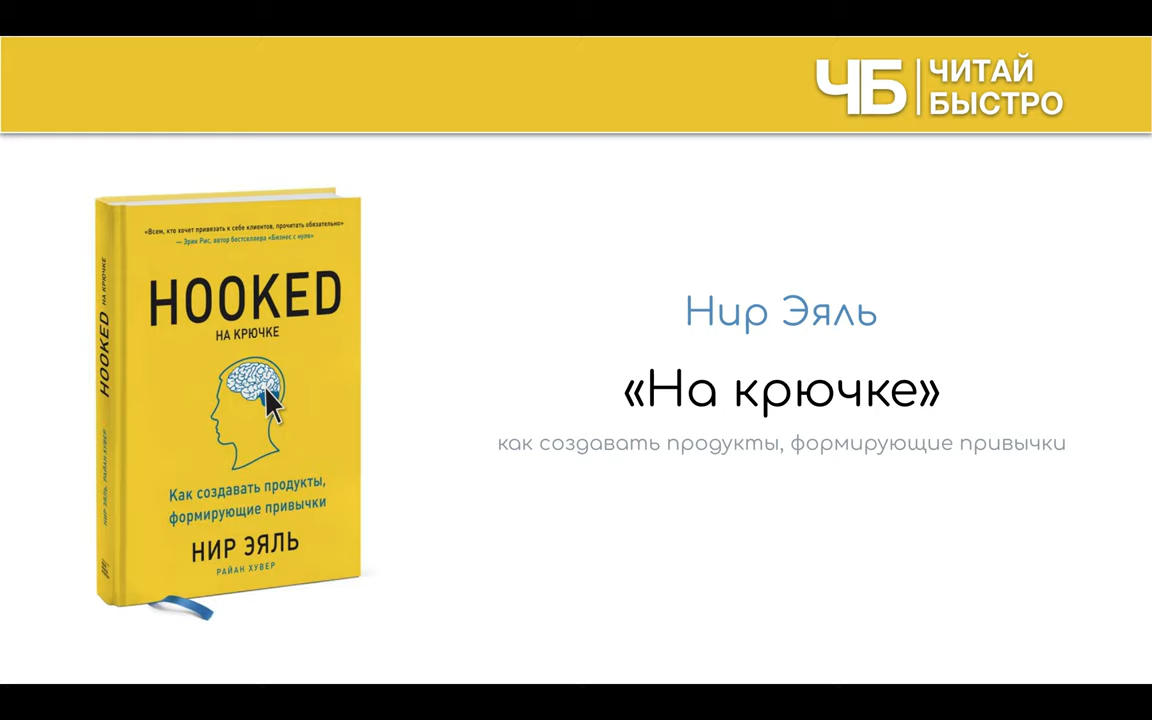 ЧБ
ЧИТАЙ
БЫСТРО
«Всем, кто хочет привязать к себе клиентов, прочитать обязательно»
— Эрик Рис, автор бестселлера «Бизнес с нуля»
HOOKED
НА КРЮЧКЕ
Как создавать продукты,
формирующие привычки
НИР ЭЯЛЬ
РАЙАН ХУВЕР
HOOKED НА КРЮЧКЕ
НИР ЭЯЛЬ, РАЙАН ХУВЕР
Нир Эяль
«На крючке»
как создавать продукты, формирующие привычки